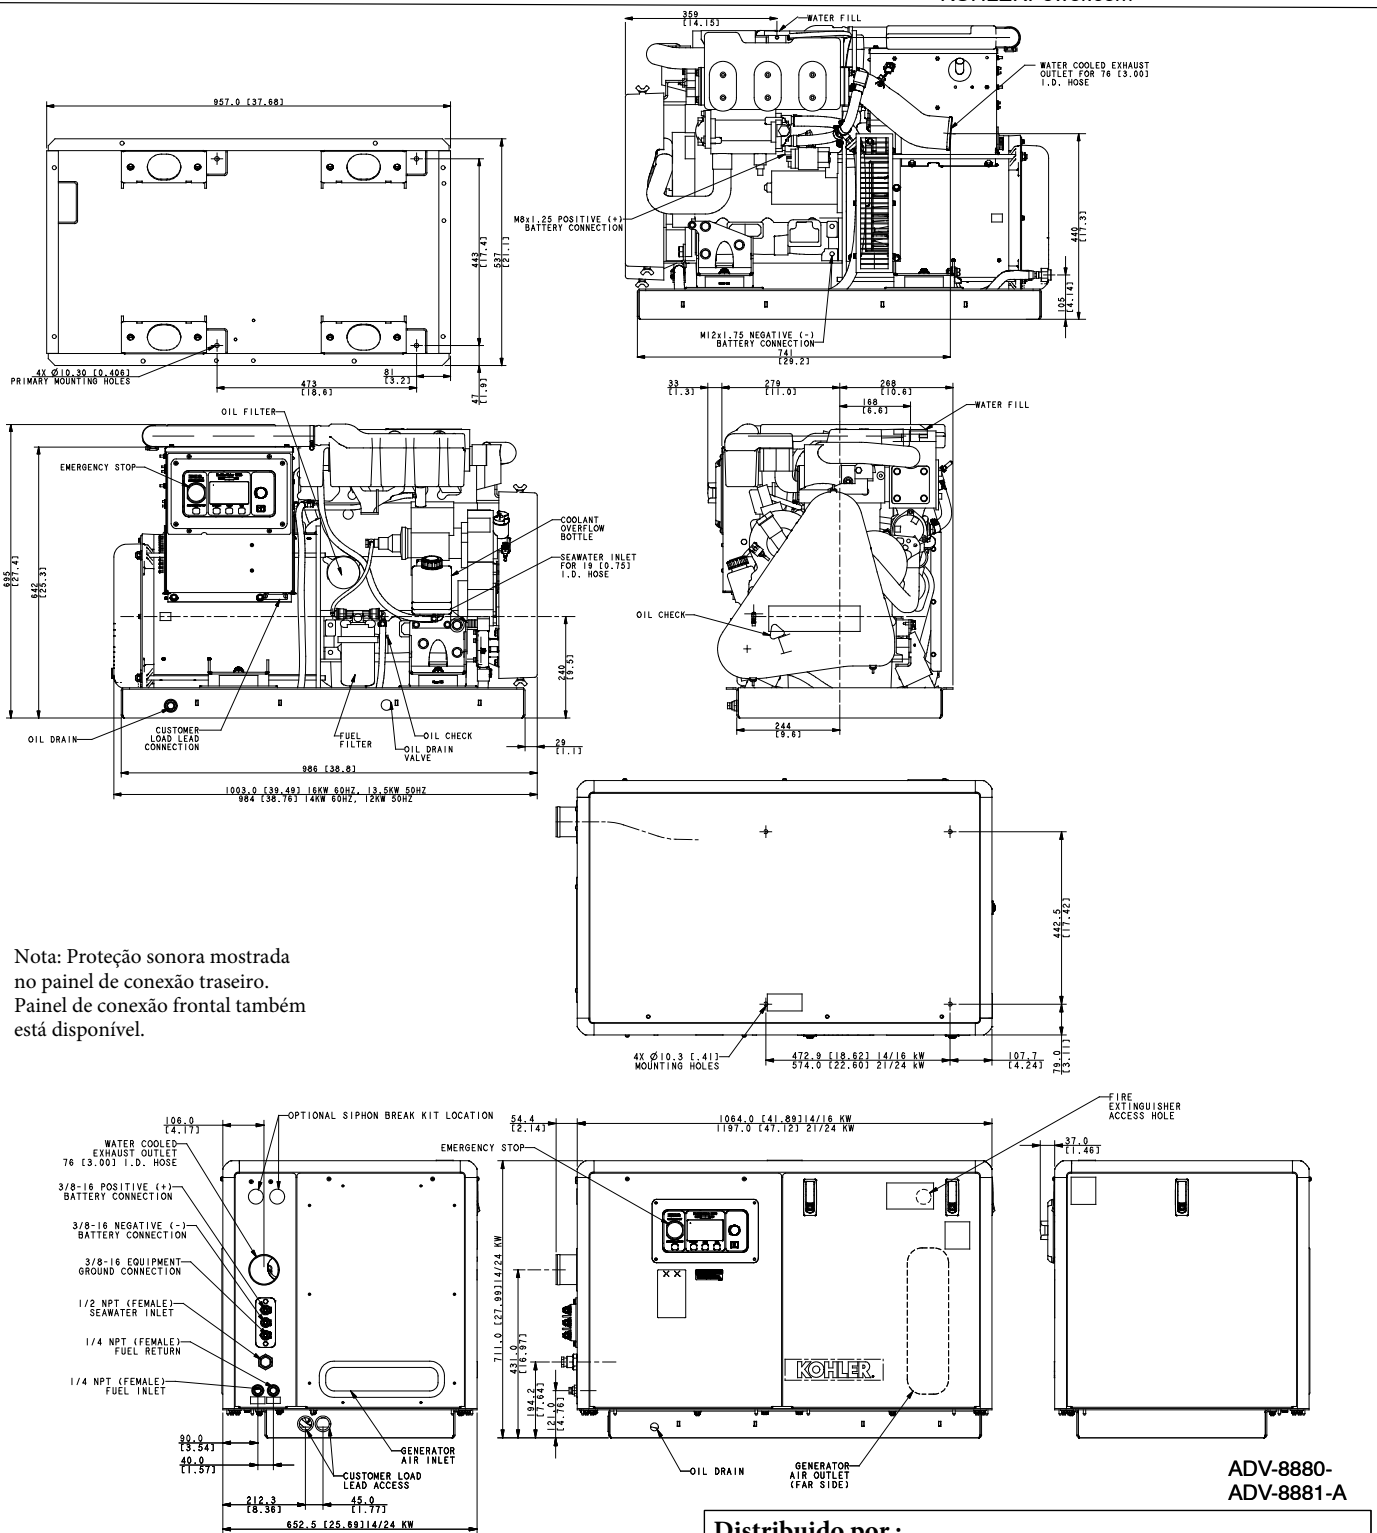 359
[14.15]
WATER FILL
WATER COOLED EXHAUST
OUTLET FOR 76 [3.00]
I.D. HOSE
957.0 [37.68]
443
[17.4]
537
[21.1]
M8x1.25 POSITIVE (+)
BATTERY CONNECTION
440
[17.3]
105
[4.14]
M12x1.75 NEGATIVE (-)
BATTERY CONNECTION
741
[29.2]
4X Ø10.30 [0.406]
PRIMARY MOUNTING HOLES
473
[18.6]
81
[3.2]
47
[1.9]
33
[1.3]
279
[11.0]
268
[10.6]
168
[6.6]
WATER FILL
OIL FILTER
EMERGENCY STOP
COOLANT
OVERFLOW
BOTTLE
SEAWATER INLET
FOR 19 [0.75]
I.D. HOSE
695
[27.4]
642
[25.3]
240
[9.5]
OIL CHECK
OIL DRAIN
CUSTOMER
LOAD LEAD
CONNECTION
FUEL
FILTER
OIL CHECK
OIL DRAIN
VALVE
29
[1.1]
244
[9.6]
986 [38.8]
1003.0 [39.49] 16KW 60HZ, 13.5KW 50HZ
984 [38.76] 14KW 60HZ, 12KW 50HZ
442.5
[17.42]
Nota: Proteção sonora mostrada
no painel de conexão traseiro.
Painel de conexão frontal também
está disponível.
4X Ø10.3 [.41]
MOUNTING HOLES
472.9 [18.62] 14/16 kW
574.0 [22.60] 21/24 kW
107.7
[4.24]
79.0
[3.11]
106.0
[4.17]
OPTIONAL SIPHON BREAK KIT LOCATION
54.4
[2.14]
1064.0 [41.89]14/16 KW
1197.0 [47.12] 21/24 KW
FIRE
EXTINGUISHER
ACCESS HOLE
37.0
[1.46]
WATER COOLED
EXHAUST OUTLET
76 [3.00] I.D. HOSE
EMERGENCY STOP
3/8-16 POSITIVE (+)
BATTERY CONNECTION
3/8-16 NEGATIVE (-)
BATTERY CONNECTION
3/8-16 EQUIPMENT
GROUND CONNECTION
1/2 NPT (FEMALE)
SEAWATER INLET
1/4 NPT (FEMALE)
FUEL RETURN
1/4 NPT (FEMALE)
FUEL INLET
711.0 [27.99]14/24 KW
431.0
[16.97]
194.2
[7.64]
121.0
[4.76]
KOHLER.
90.0
[3.54]
40.0
[1.57]
GENERATOR
AIR INLET
CUSTOMER LOAD
LEAD ACCESS
212.3
[8.36]
45.0
[1.77]
652.5 [25.69]14/24 KW
OIL DRAIN
GENERATOR
AIR OUTLET
(FAR SIDE)
ADV-8880-
ADV-8881-A
Distribuido por :